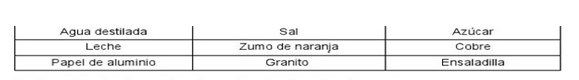 Agua destilada Sal Azúcar
Leche Zumo de naranja Cobre
Papel de aluminio Granito Ensaladilla